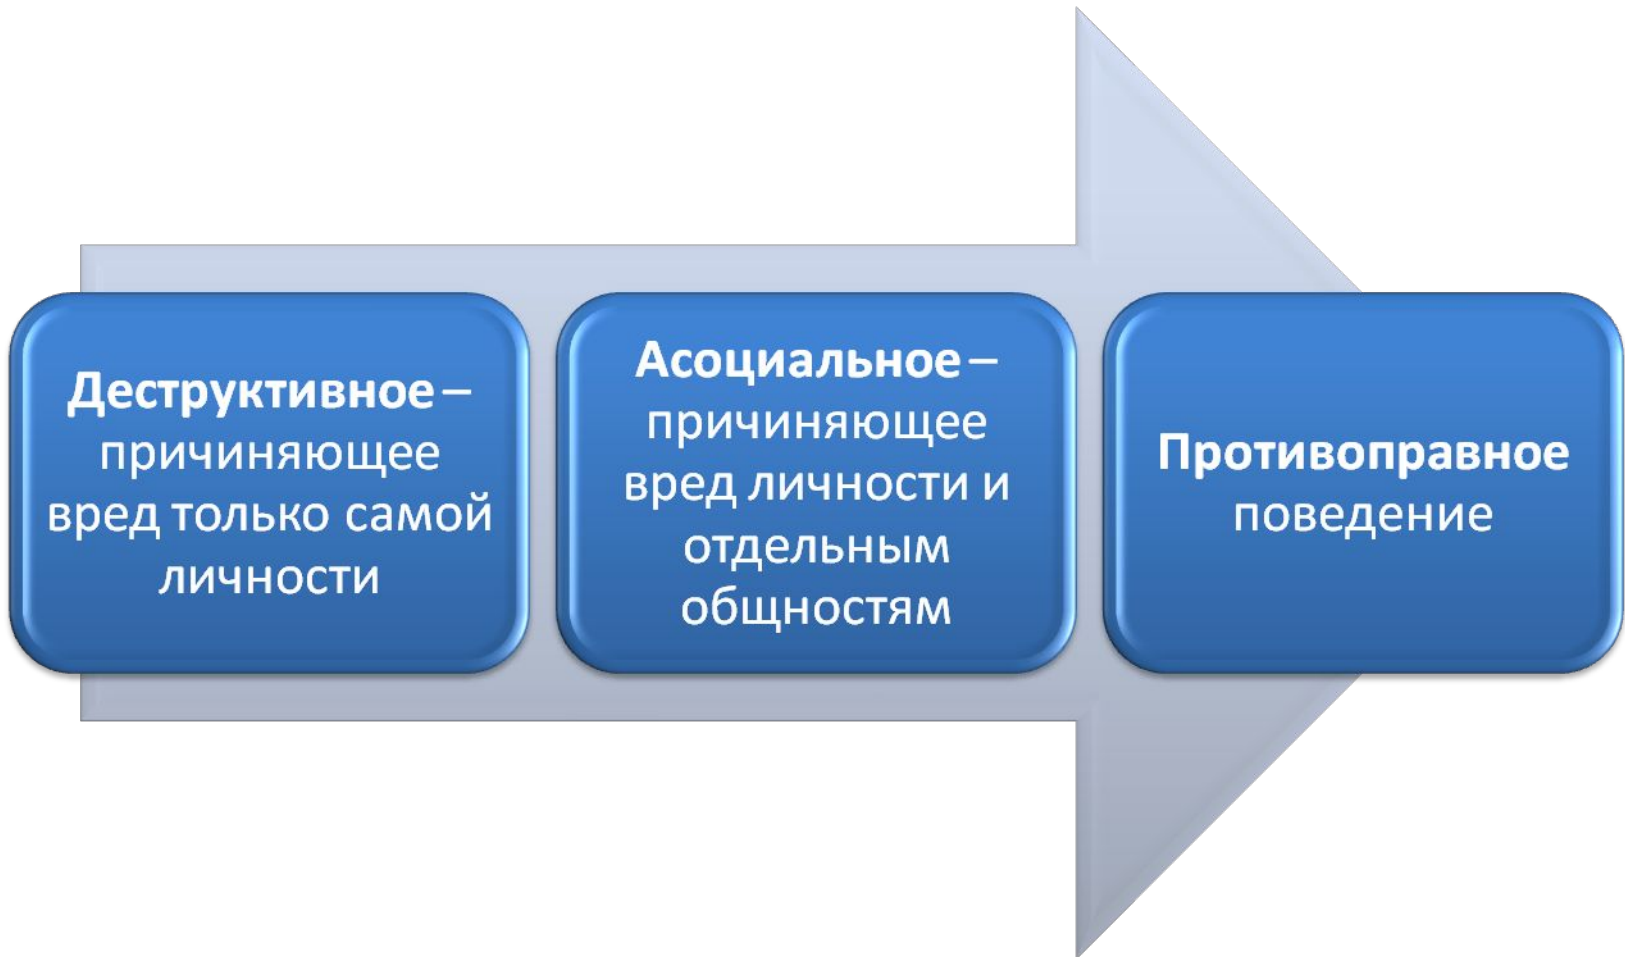 Деструктивное –
причиняющее
вред только самой
личности
Асоциальное –
причиняющее
вред личности и
отдельным
общностям
Противоправное
поведение